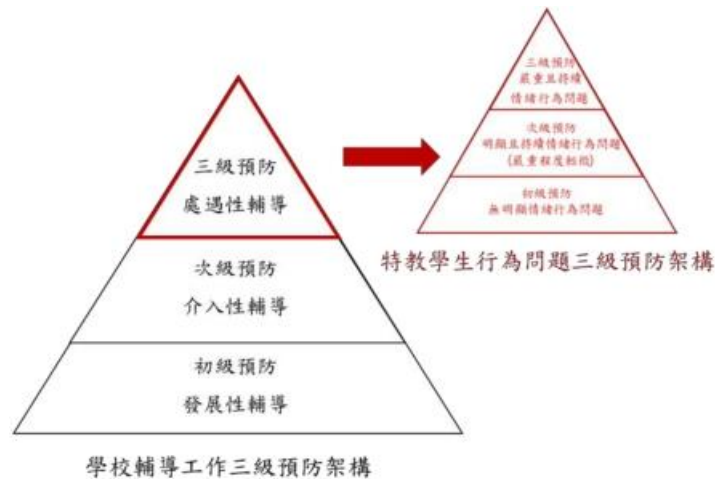 三級預防
處遇性輔導
次級預防
介入性輔導
初級預防
發展性輔導
學校輔導工作三級預防架構
三級預防
嚴重且持續
情緒行為問題
次級預防
明顯且持續情緒行為問題
(嚴重程度輕微)
初級預防
無明顯情緒行為問題
特教學生行為問題三級預防架構